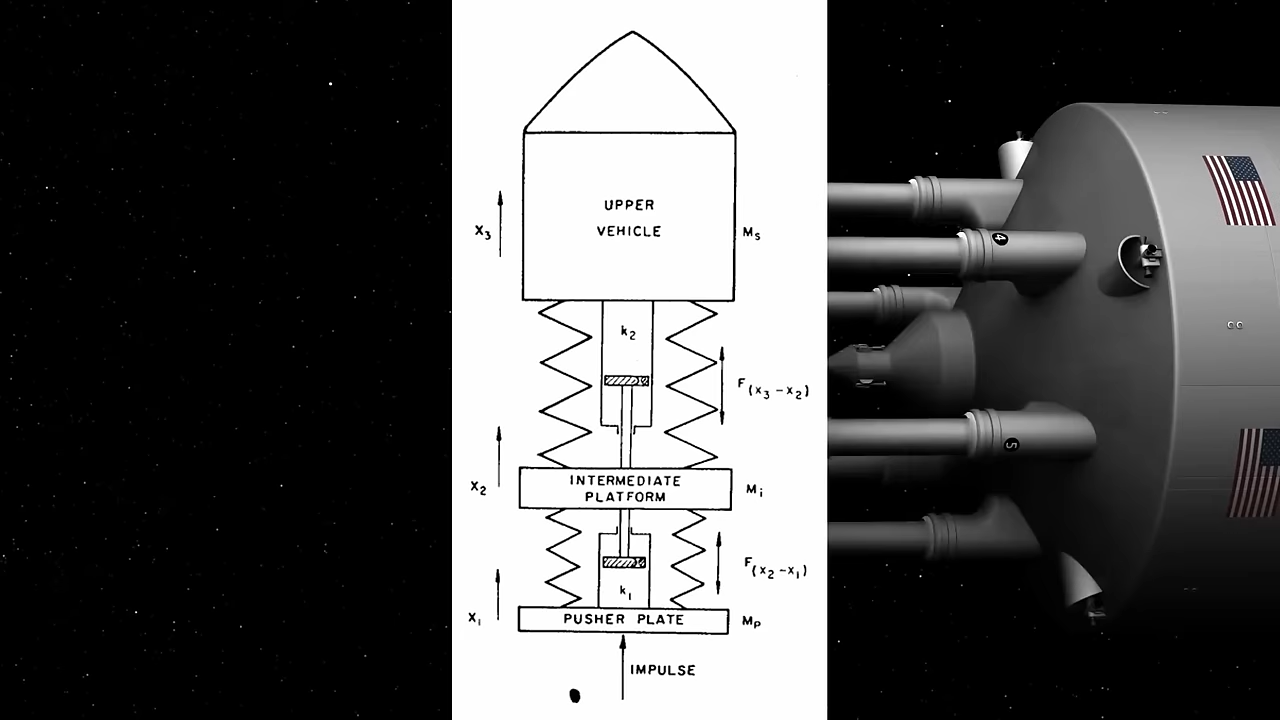 UPPER
VEHICLE
X₃
Mₛ
k₂
F(x₃ – x₂)
INTERMEDIATE
PLATFORM
X₂
Mᵢ
F(x₂ – x₁)
k₁
X₁
PUSHER PLATE
Mₚ
IMPULSE
4
5